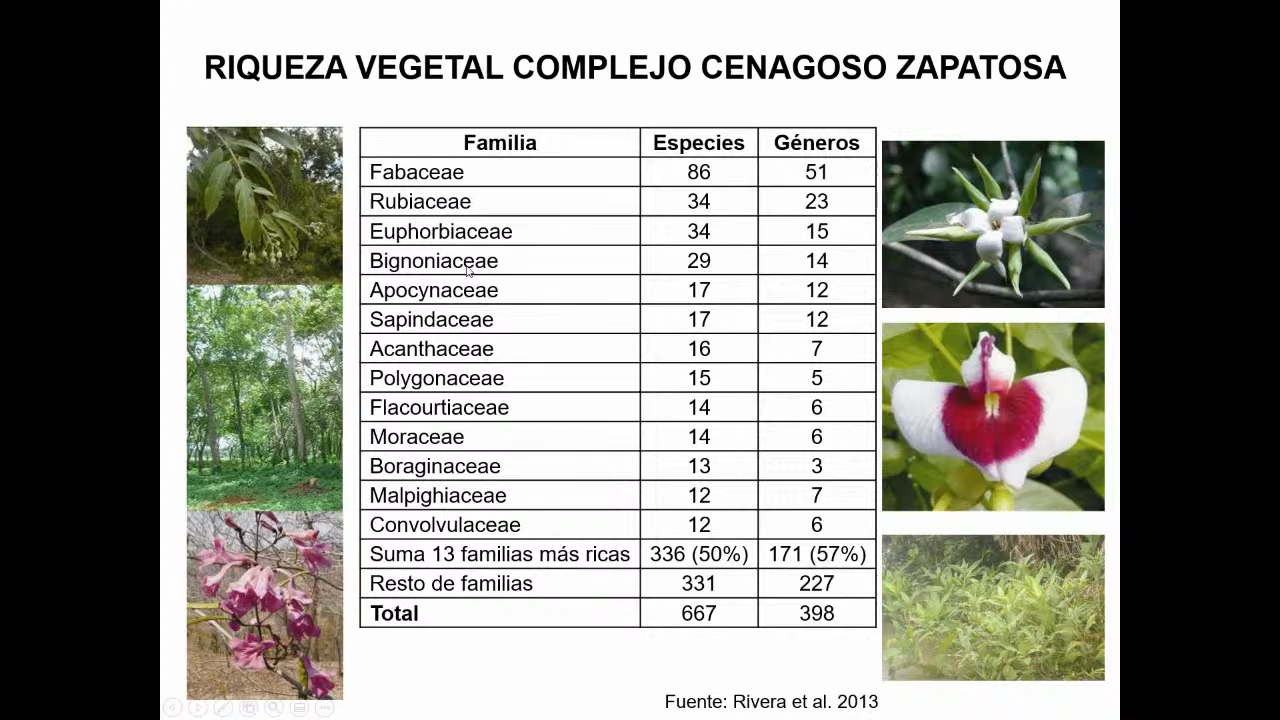 RIQUEZA VEGETAL COMPLEJO CENAGOSO ZAPATOSA
Familia Especies Géneros
Fabaceae 86 51
Rubiaceae 34 23
Euphorbiaceae 34 15
Bignoniaceae 29 14
Apocynaceae 17 12
Sapindaceae 17 12
Acanthaceae 16 7
Polygonaceae 15 5
Flacourtiaceae 14 6
Moraceae 14 6
Boraginaceae 13 3
Malpighiaceae 12 7
Convolvulaceae 12 6
Suma 13 familias más ricas 336 (50%) 171 (57%)
Resto de familias 331 227
Total 667 398
Fuente: Rivera et al. 2013